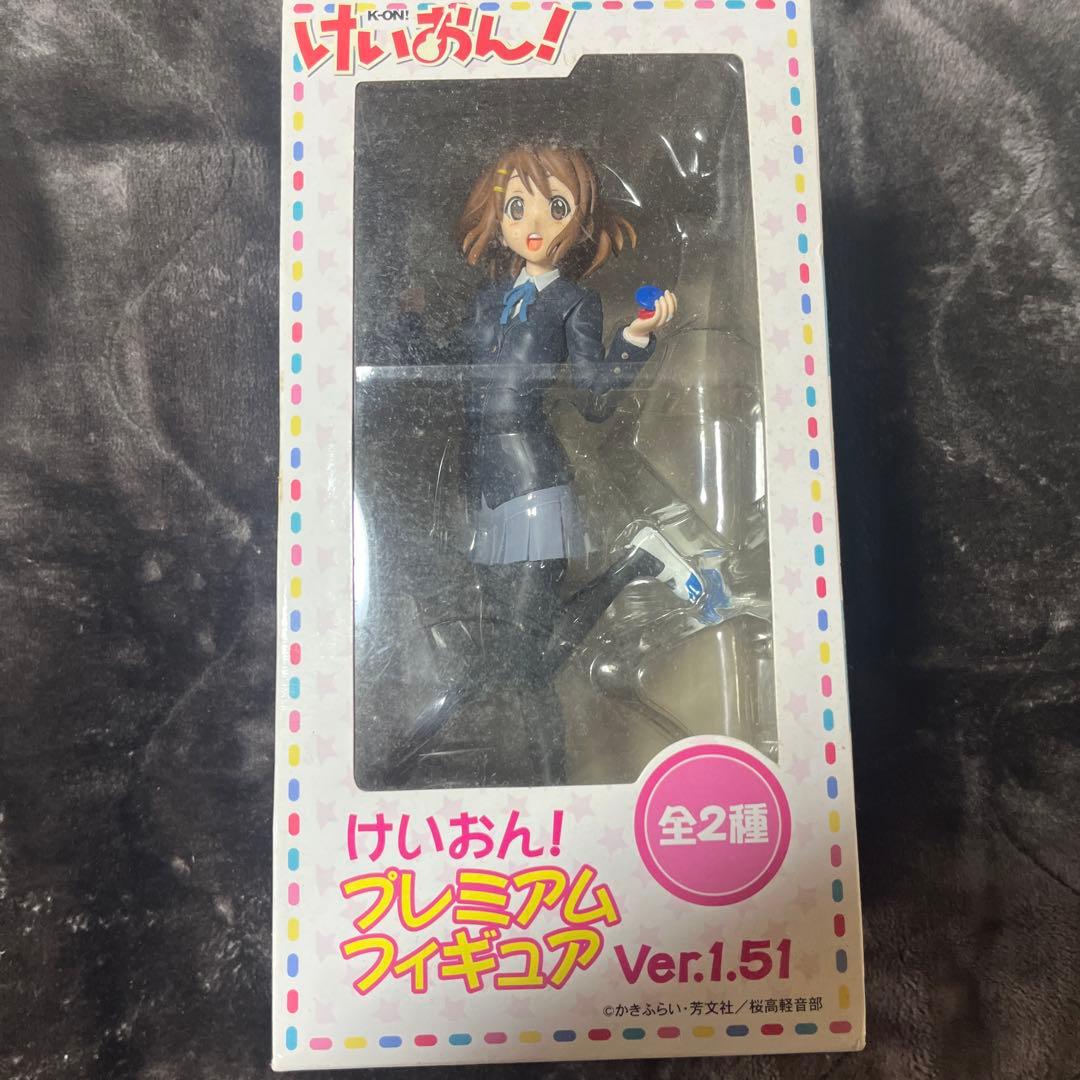 K-ON!
けいおん!
けいおん!
全2種
プレミアム
フィギュア Ver.1.51
©かきふらい・芳文社/桜高軽音部